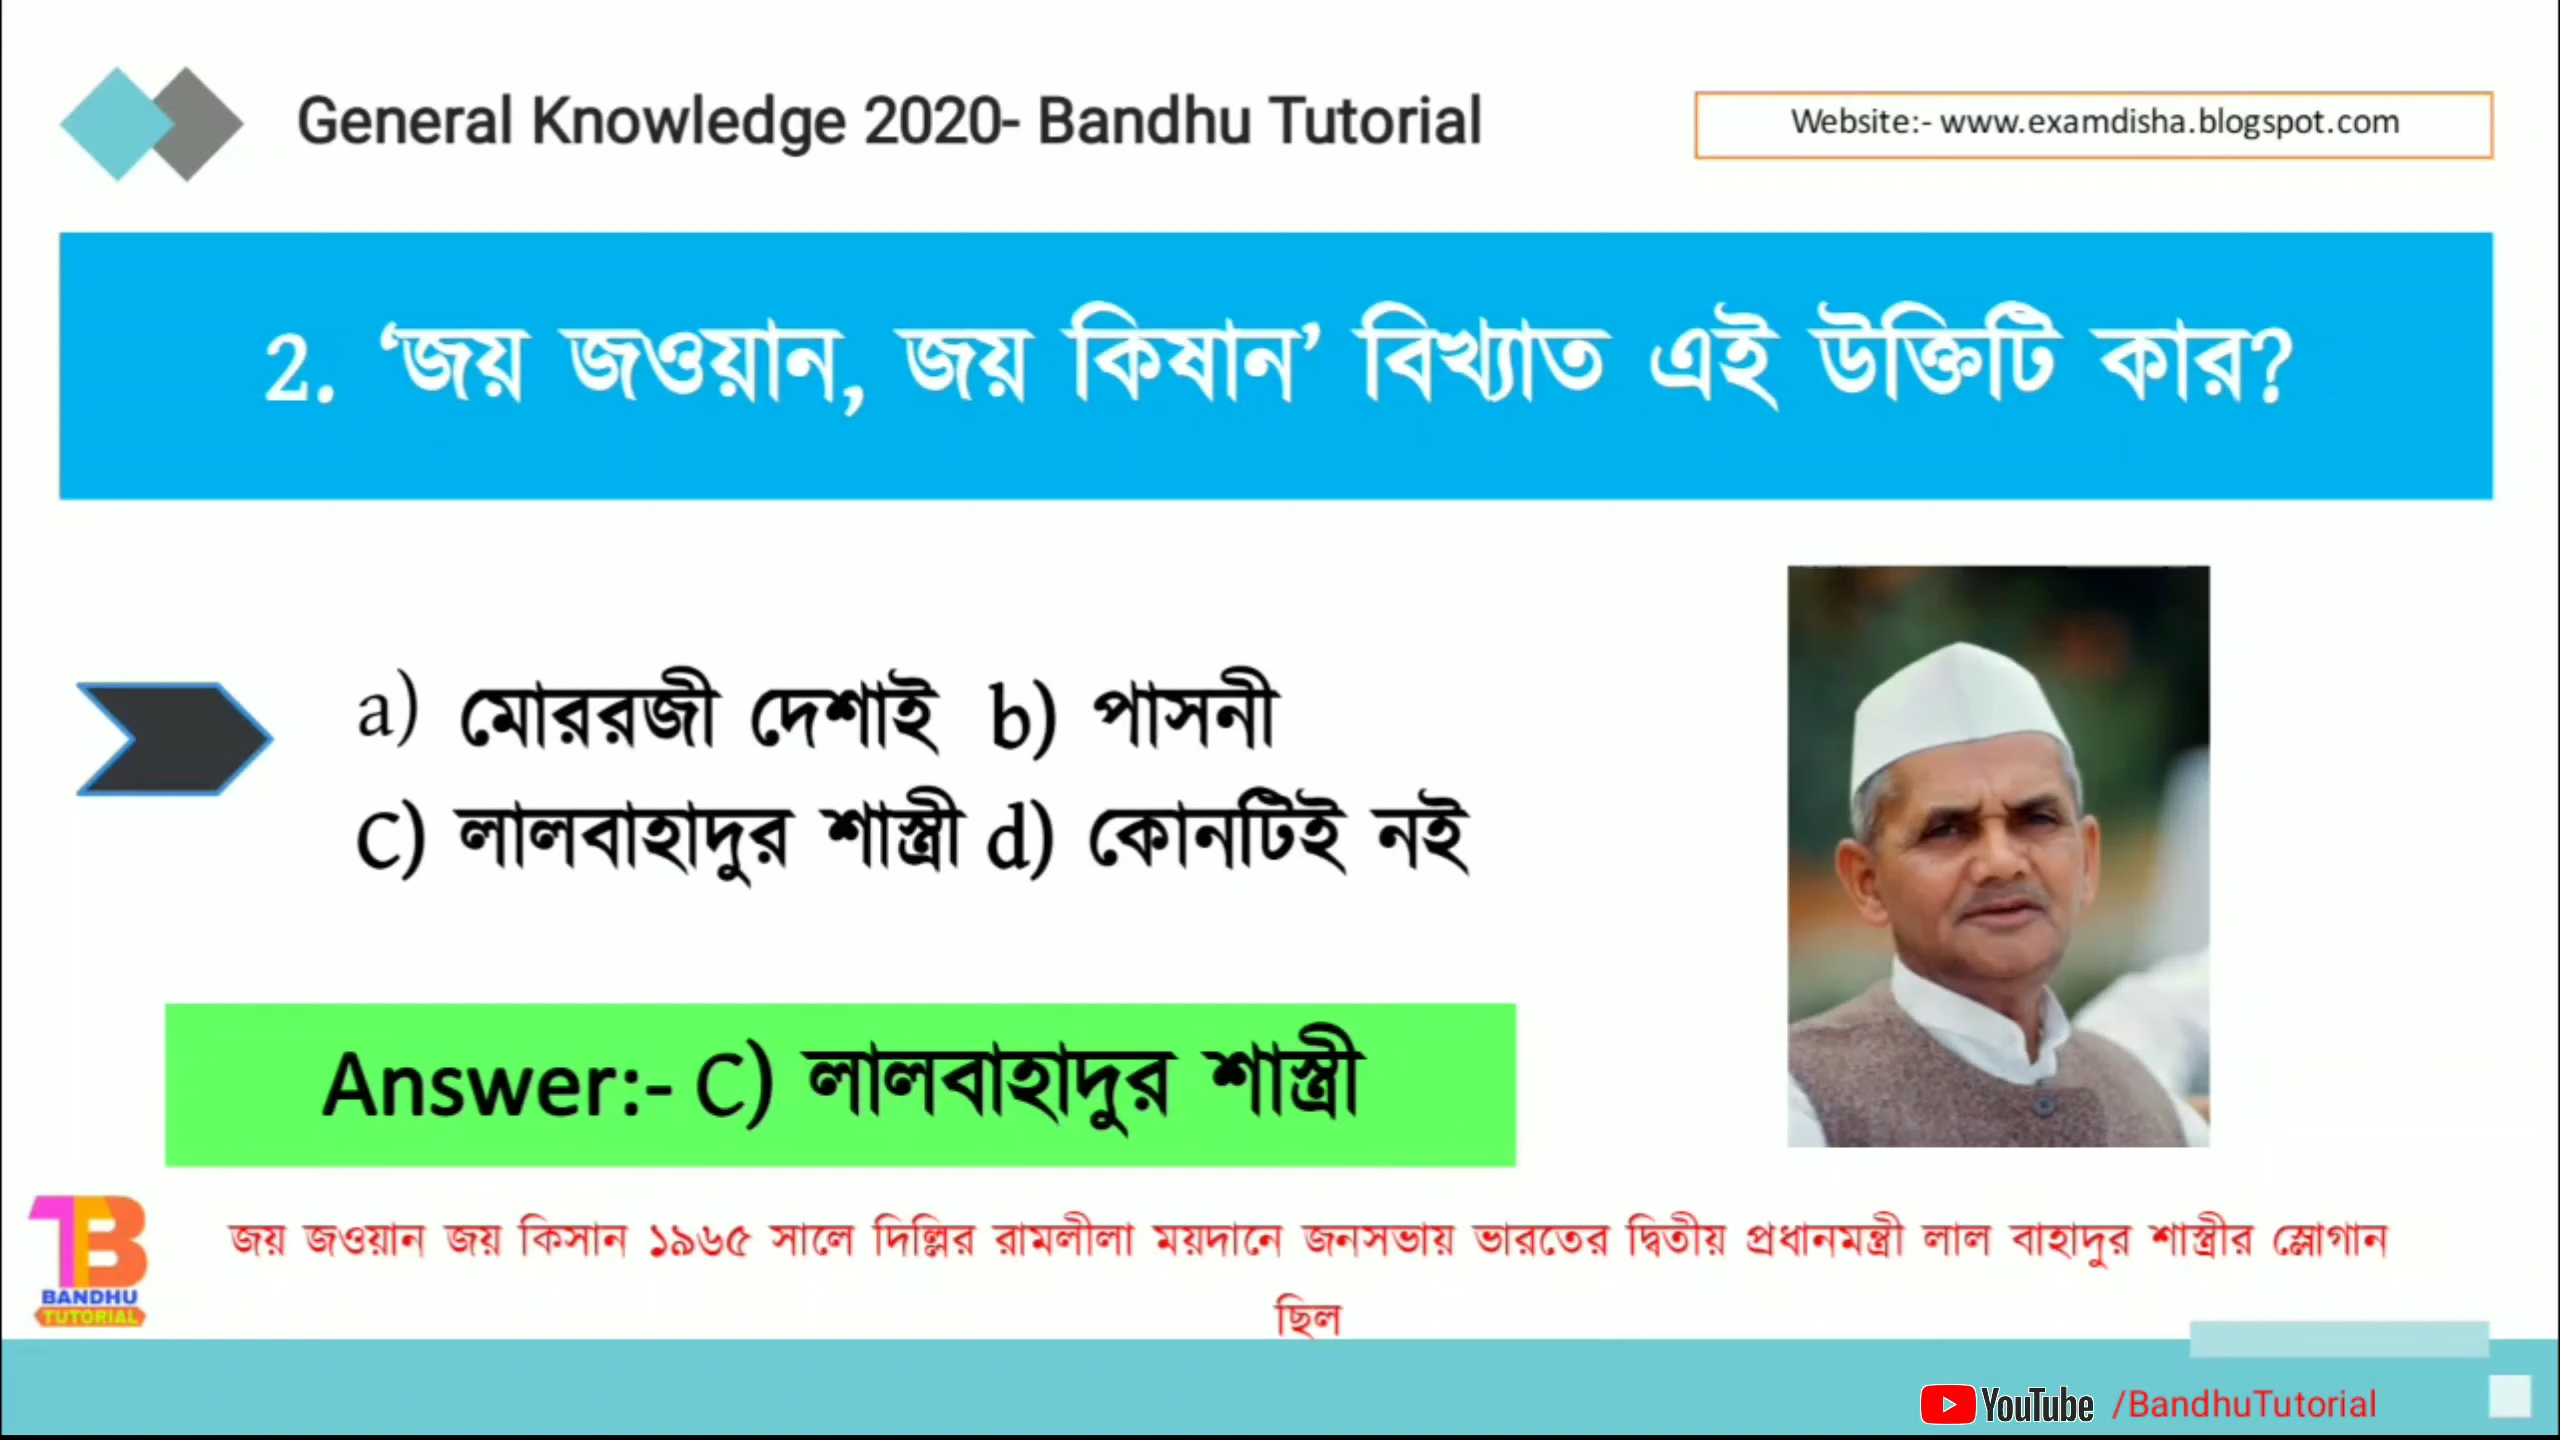 General Knowledge 2020- Bandhu Tutorial
Website:- www.examdisha.blogspot.com
2. ‘জয় জওয়ান, জয় কিষান’ বিখ্যাত এই উক্তিটি কার?
a) মোররজী দেশাই b) পাসনী
C) লালবাহাদুর শাস্ত্রী d) কোনটিই নই
Answer:- C) লালবাহাদুর শাস্ত্রী
জয় জওয়ান জয় কিসান ১৯৬৫ সালে দিল্লির রামলীলা ময়দানে জনসভায় ভারতের দ্বিতীয় প্রধানমন্ত্রী লাল বাহাদুর শাস্ত্রীর স্লোগান
ছিল
TB
BANDHU
TUTORIAL
YouTube /BandhuTutorial